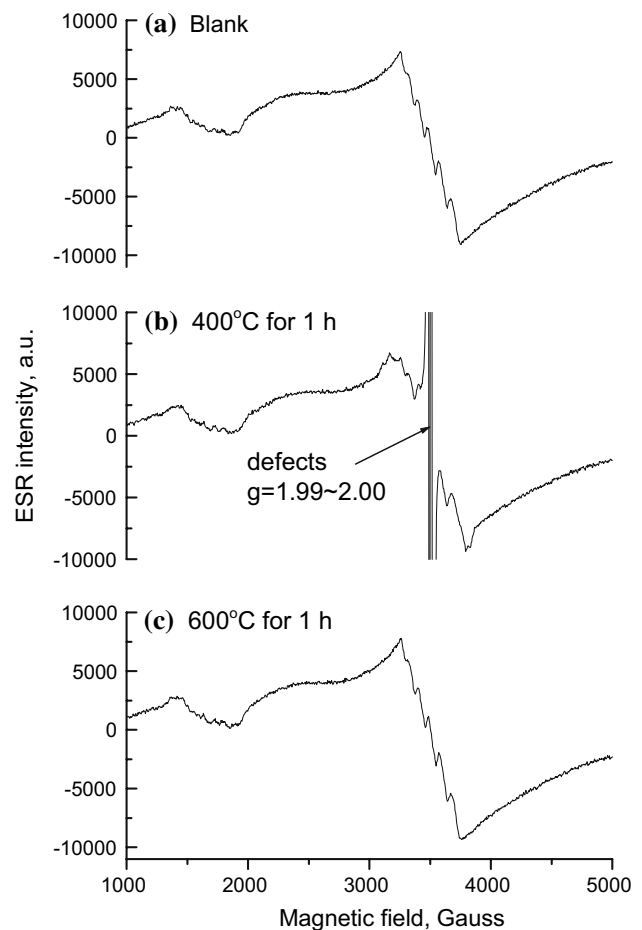 (a) Blank
10000
5000
0
-5000
-10000
(b) 400°C for 1 h
10000
5000
0
-5000
-10000
defects
g=1.99~2.00
ESR intensity, a.u.
(c) 600°C for 1 h
10000
5000
0
-5000
-10000
1000 2000 3000 4000 5000
Magnetic field, Gauss